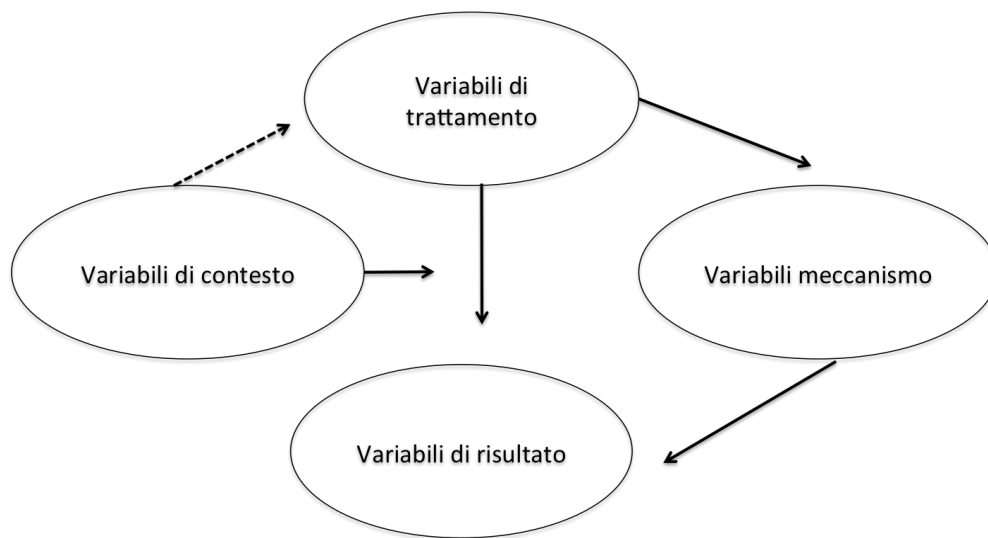 Variabili di
trattamento
Variabili di contesto
Variabili meccanismo
Variabili di risultato